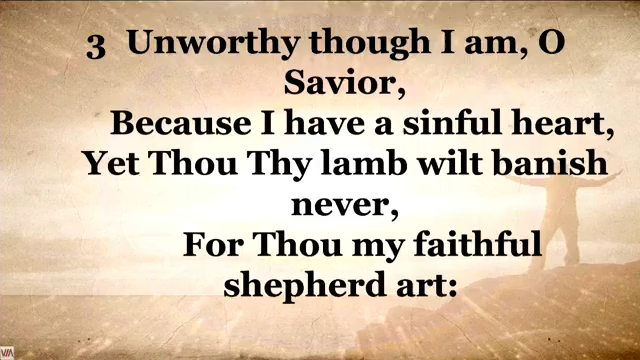 3 Unworthy though I am, O
Savior,
Because I have a sinful heart,
Yet Thou Thy lamb wilt banish
never,
For Thou my faithful
shepherd art: